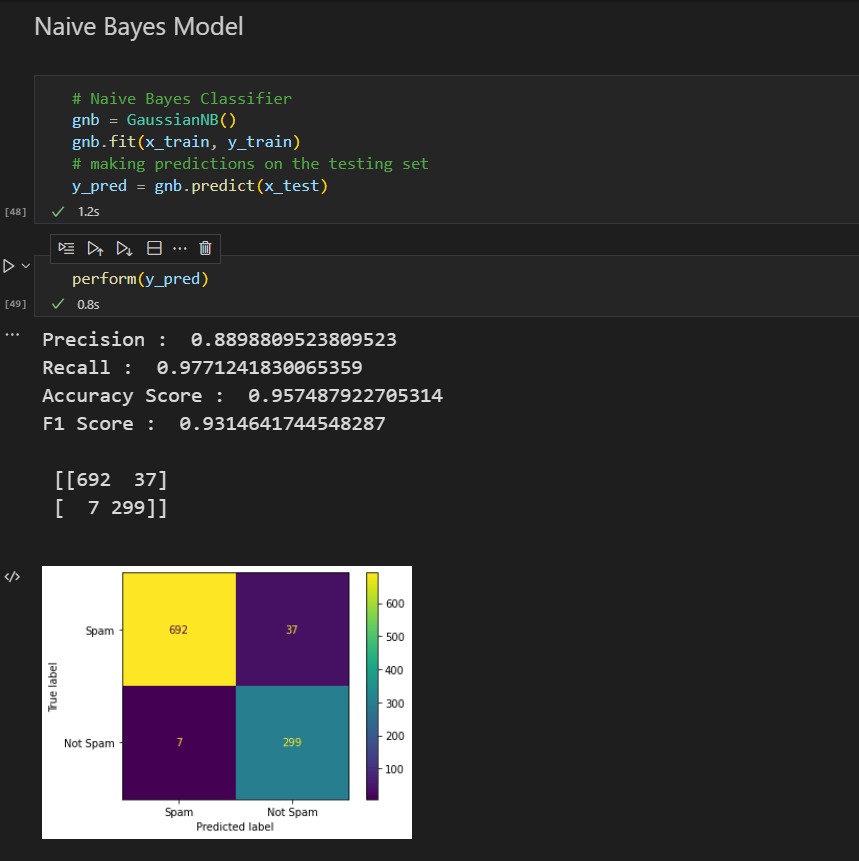 Naive Bayes Model
# Naive Bayes Classifier
gnb = GaussianNB()
gnb.fit(x_train, y_train)
# making predictions on the testing set
y_pred = gnb.predict(x_test)
[48]
1.2s
perform(y_pred)
[49]
0.8s
Precision :  0.8898809523809523
Recall :  0.9771241830065359
Accuracy Score :  0.957487922705314
F1 Score :  0.9314641744548287
[[692  37]
[  7 299]]
Spam 692 37
Not Spam 7 299
True label
Spam Not Spam
Predicted label
600
500
400
300
200
100